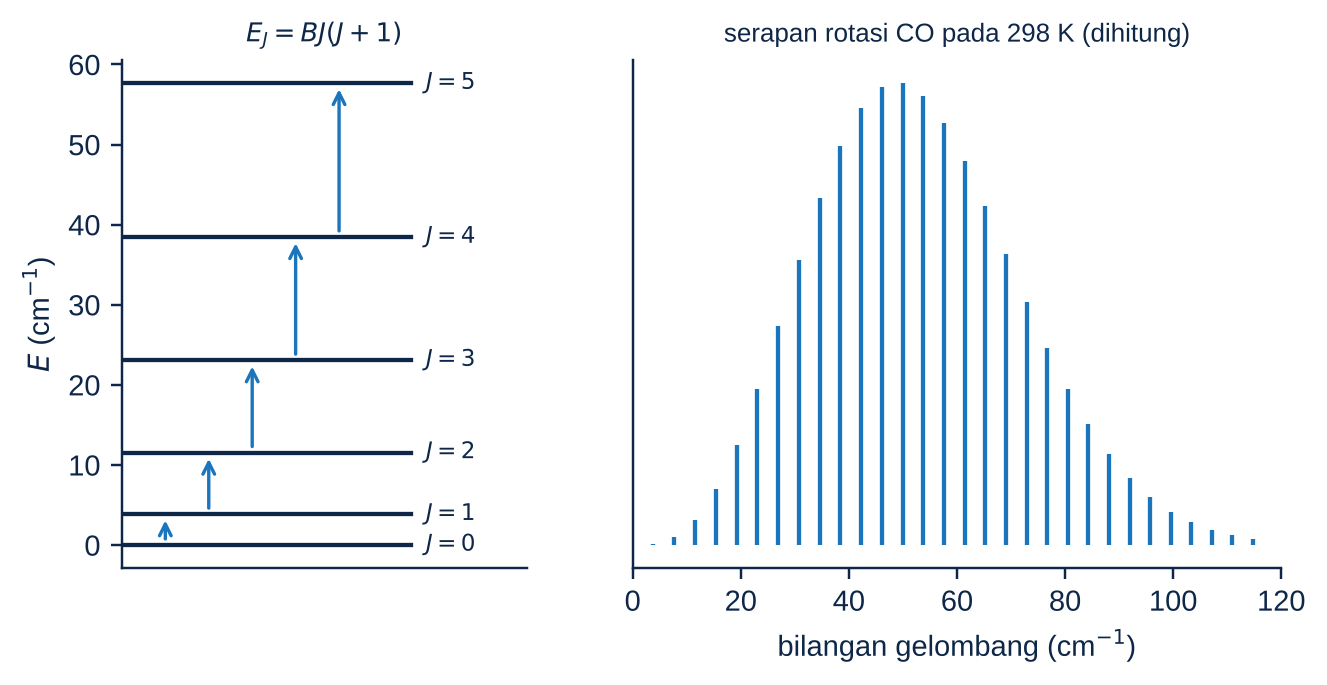 E_J = BJ(J + 1)
60
50
40
30
20
10
0
E (cm⁻¹)
J = 5
J = 4
J = 3
J = 2
J = 1
J = 0
serapan rotasi CO pada 298 K (dihitung)
0 20 40 60 80 100 120
bilangan gelombang (cm⁻¹)